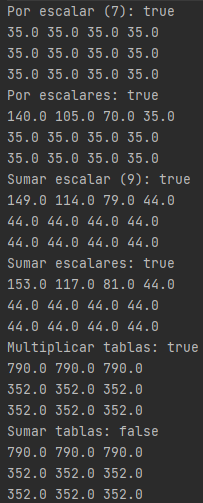 Por escalar (7): true
35.0 35.0 35.0 35.0
35.0 35.0 35.0 35.0
35.0 35.0 35.0 35.0
Por escalares: true
140.0 105.0 70.0 35.0
35.0 35.0 35.0 35.0
35.0 35.0 35.0 35.0
Sumar escalar (9): true
149.0 114.0 79.0 44.0
44.0 44.0 44.0 44.0
44.0 44.0 44.0 44.0
Sumar escalares: true
153.0 117.0 81.0 44.0
44.0 44.0 44.0 44.0
44.0 44.0 44.0 44.0
Multiplicar tablas: true
790.0 790.0 790.0
352.0 352.0 352.0
352.0 352.0 352.0
Sumar tablas: false
790.0 790.0 790.0
352.0 352.0 352.0
352.0 352.0 352.0